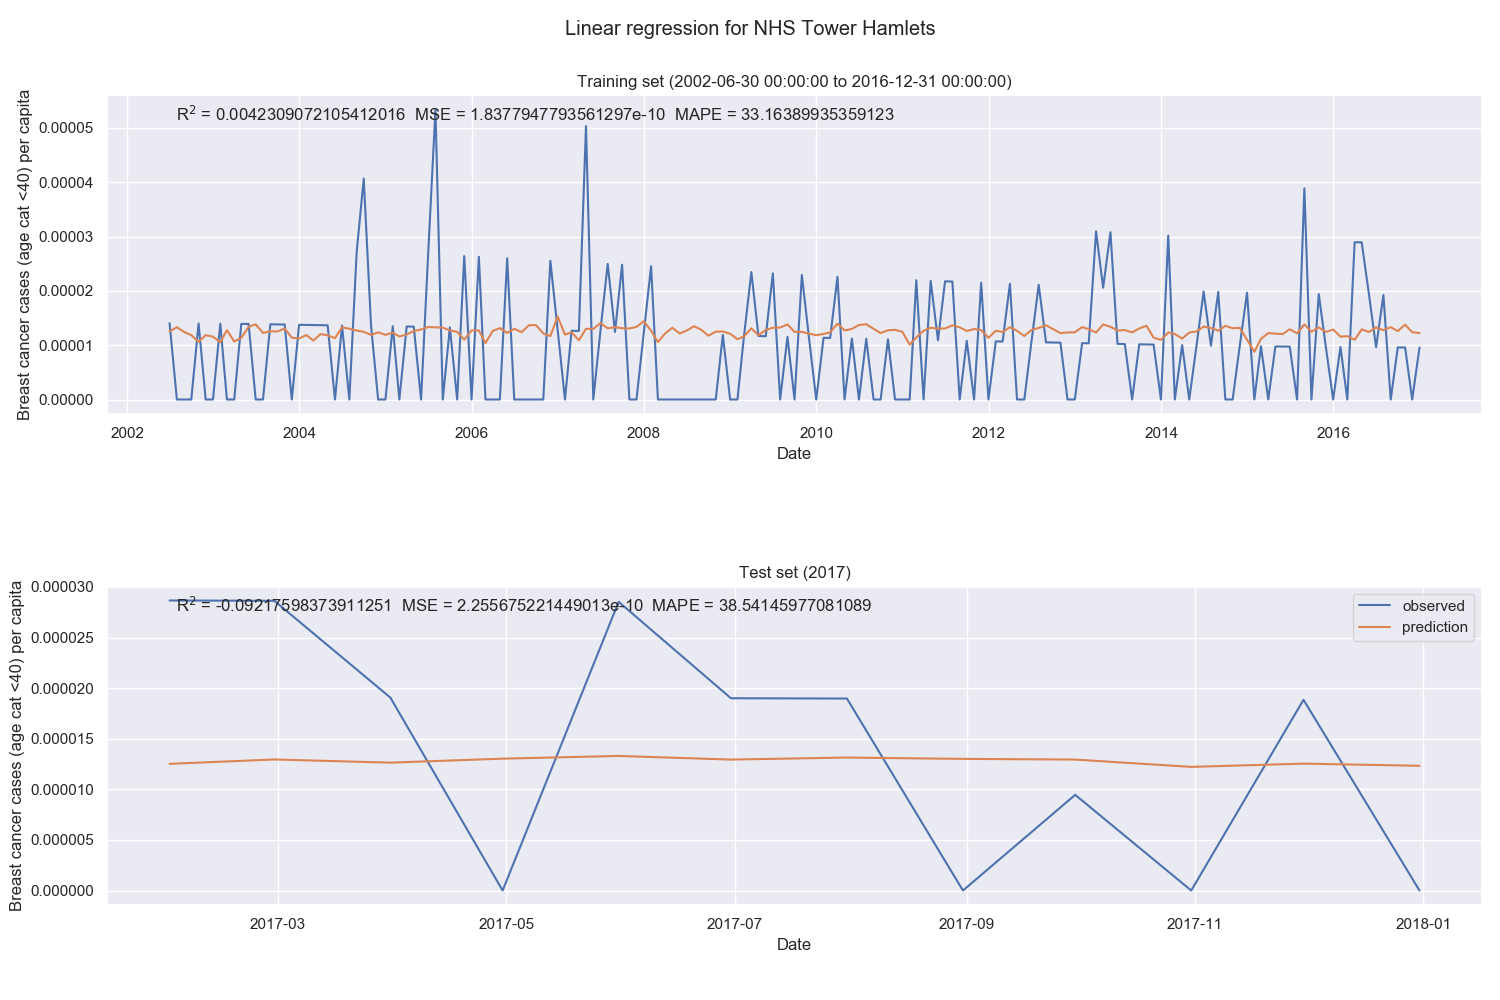 Linear regression for NHS Tower Hamlets
Training set (2002-06-30 00:00:00 to 2016-12-31 00:00:00)
R² = 0.0042309072105412016 MSE = 1.8377947793561297e-10 MAPE = 33.16389935359123
Breast cancer cases (age cat <40) per capita
0.00005
0.00004
0.00003
0.00002
0.00001
0.00000
2002 2004 2006 2008 2010 2012 2014 2016
Date
Test set (2017)
R² = -0.09217598373911251 MSE = 2.255675221449013e-10 MAPE = 38.54145977081089
observed
prediction
Breast cancer cases (age cat <40) per capita
0.000030
0.000025
0.000020
0.000015
0.000010
0.000005
0.000000
2017-03 2017-05 2017-07 2017-09 2017-11 2018-01
Date